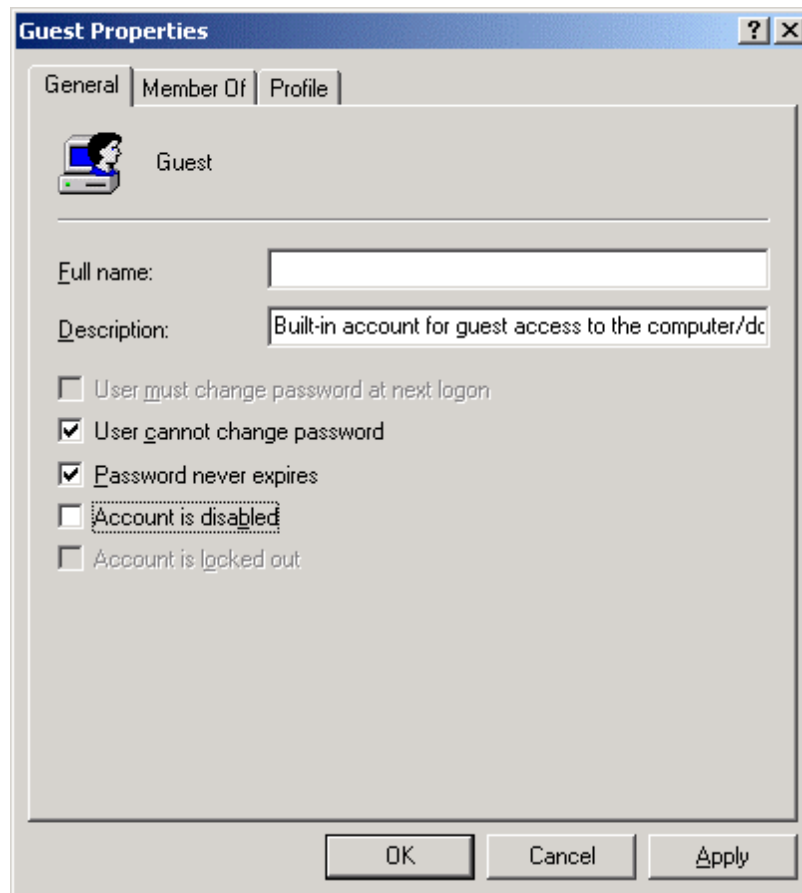 Guest Properties
General Member Of Profile
Guest
Full name:
Description: Built-in account for guest access to the computer/do
User must change password at next logon
User cannot change password
Password never expires
Account is disabled
Account is locked out
OK Cancel Apply